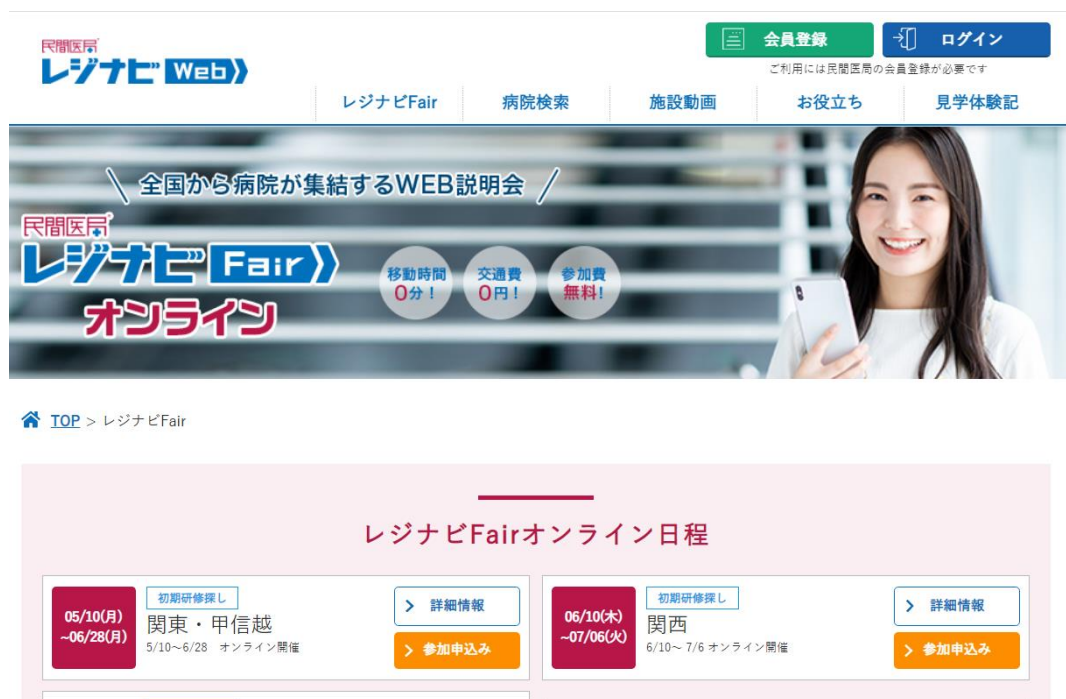 民間医局
レジナビ Web
会員登録
ログイン
ご利用には民間医局の会員登録が必要です
レジナビFair 病院検索 施設動画 お役立ち 見学体験記
全国から病院が集結するWEB説明会
民間医局
レジナビ Fair
オンライン
移動時間
0分！
交通費
0円！
参加費
無料!
TOP > レジナビFair
レジナビFairオンライン日程
05/10(月)
~06/28(月)
初期研修探し
関東・甲信越
5/10～6/28 オンライン開催
詳細情報
参加申込み
06/10(木)
~07/06(火)
初期研修探し
関西
6/10～ 7/6 オンライン開催
詳細情報
参加申込み